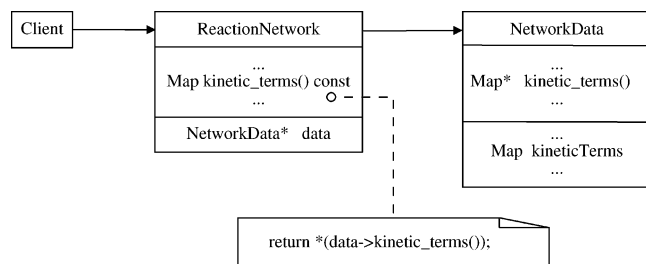 Client
ReactionNetwork
...
Map kinetic_terms() const
...
NetworkData* data
NetworkData
...
Map* kinetic_terms()
...
...
Map kineticTerms
...
return *(data->kinetic_terms());